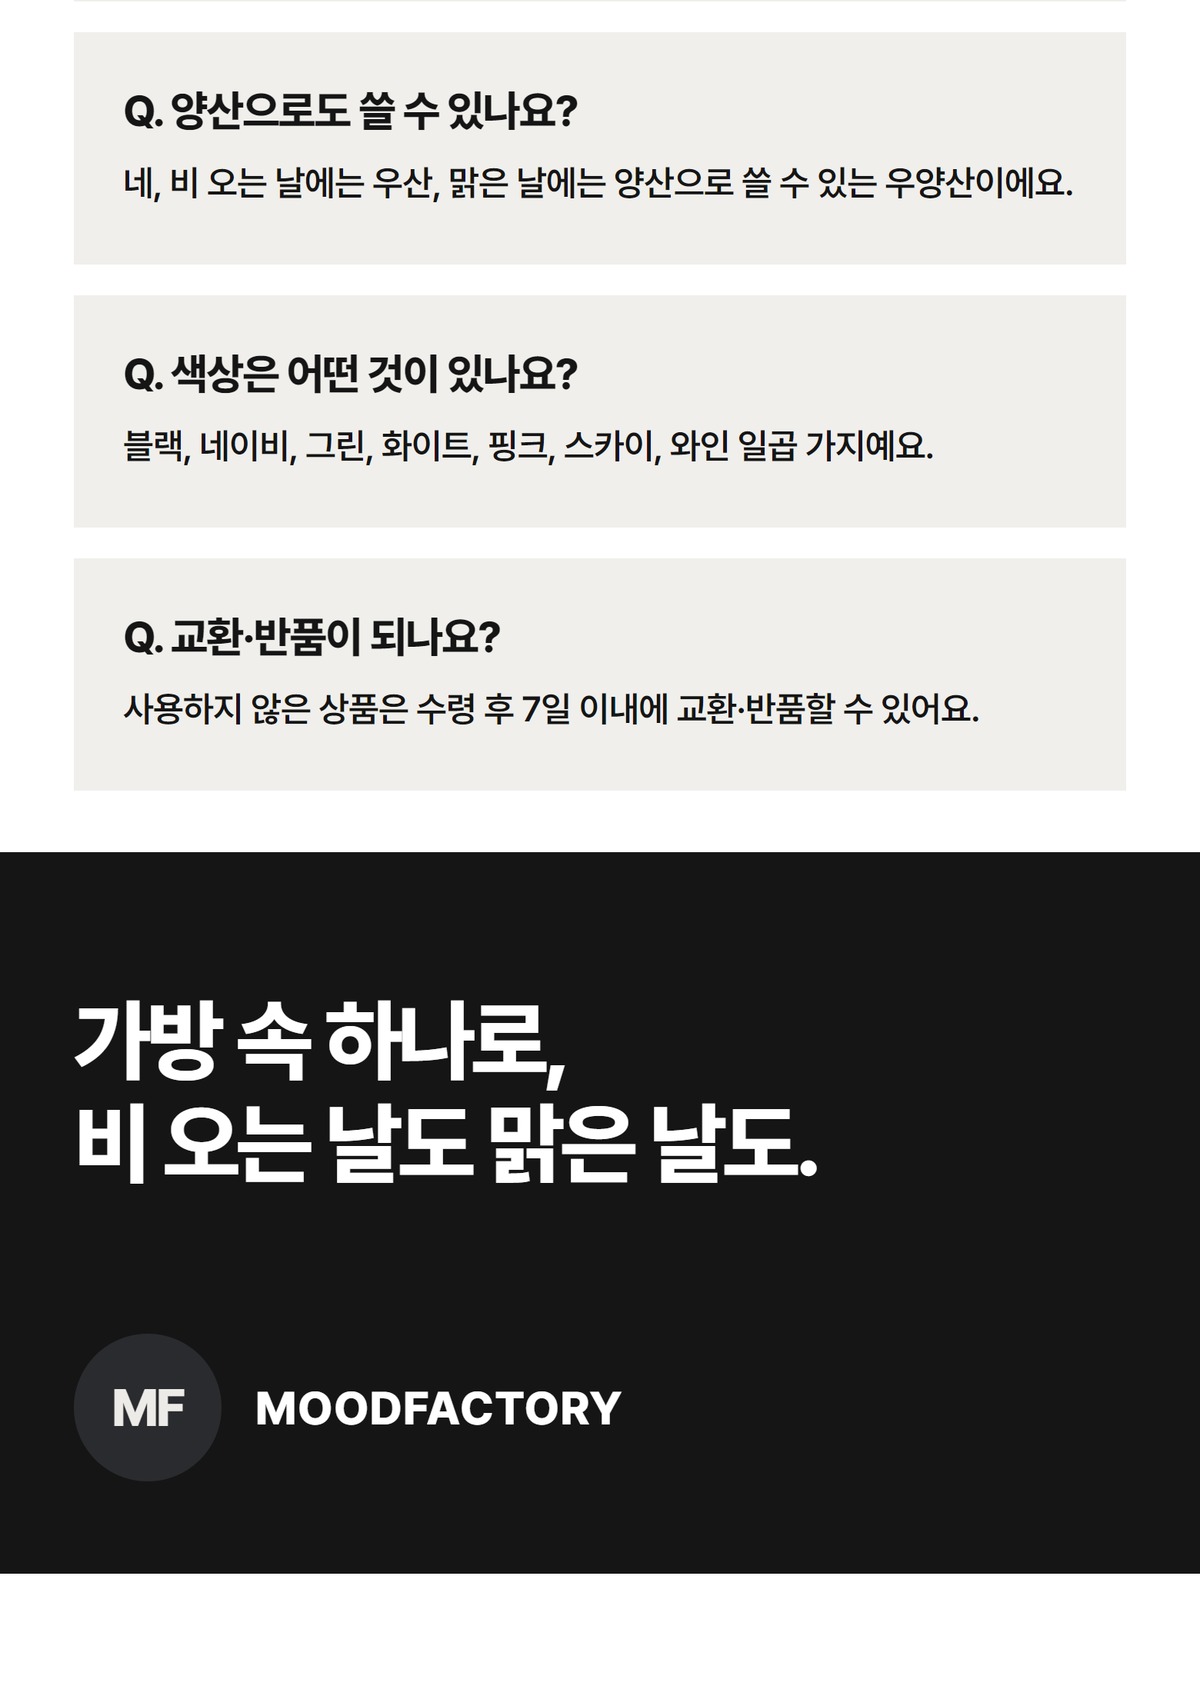 Q. 양산으로도 쓸 수 있나요?
네, 비 오는 날에는 우산, 맑은 날에는 양산으로 쓸 수 있는 우양산이에요.
Q. 색상은 어떤 것이 있나요?
블랙, 네이비, 그린, 화이트, 핑크, 스카이, 와인 일곱 가지예요.
Q. 교환·반품이 되나요?
사용하지 않은 상품은 수령 후 7일 이내에 교환·반품할 수 있어요.
가방 속 하나로,
비 오는 날도 맑은 날도.
MF
MOODFACTORY